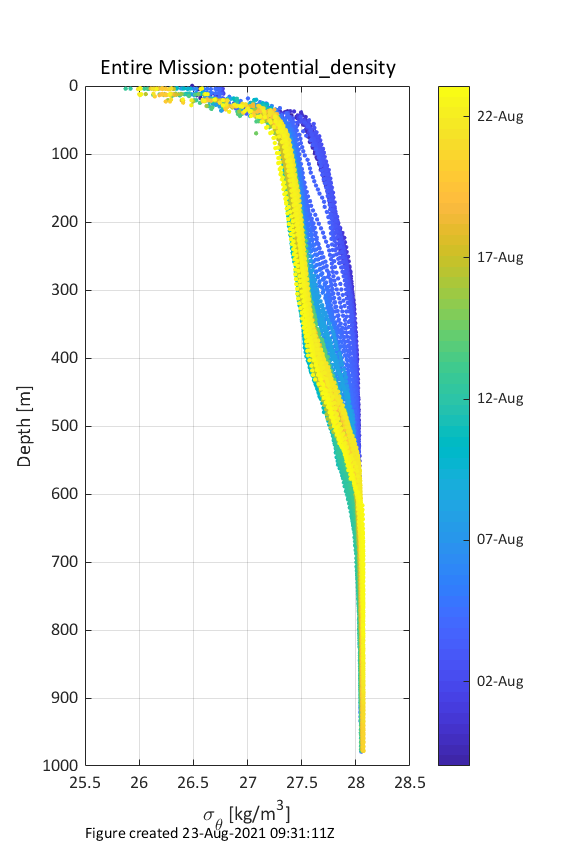 Entire Mission: potential_density
0
100
200
300
400
500
600
700
800
900
1000
Depth [m]
25.5 26 26.5 27 27.5 28 28.5
σθ [kg/m³]
22-Aug
17-Aug
12-Aug
07-Aug
02-Aug
Figure created 23-Aug-2021 09:31:11Z